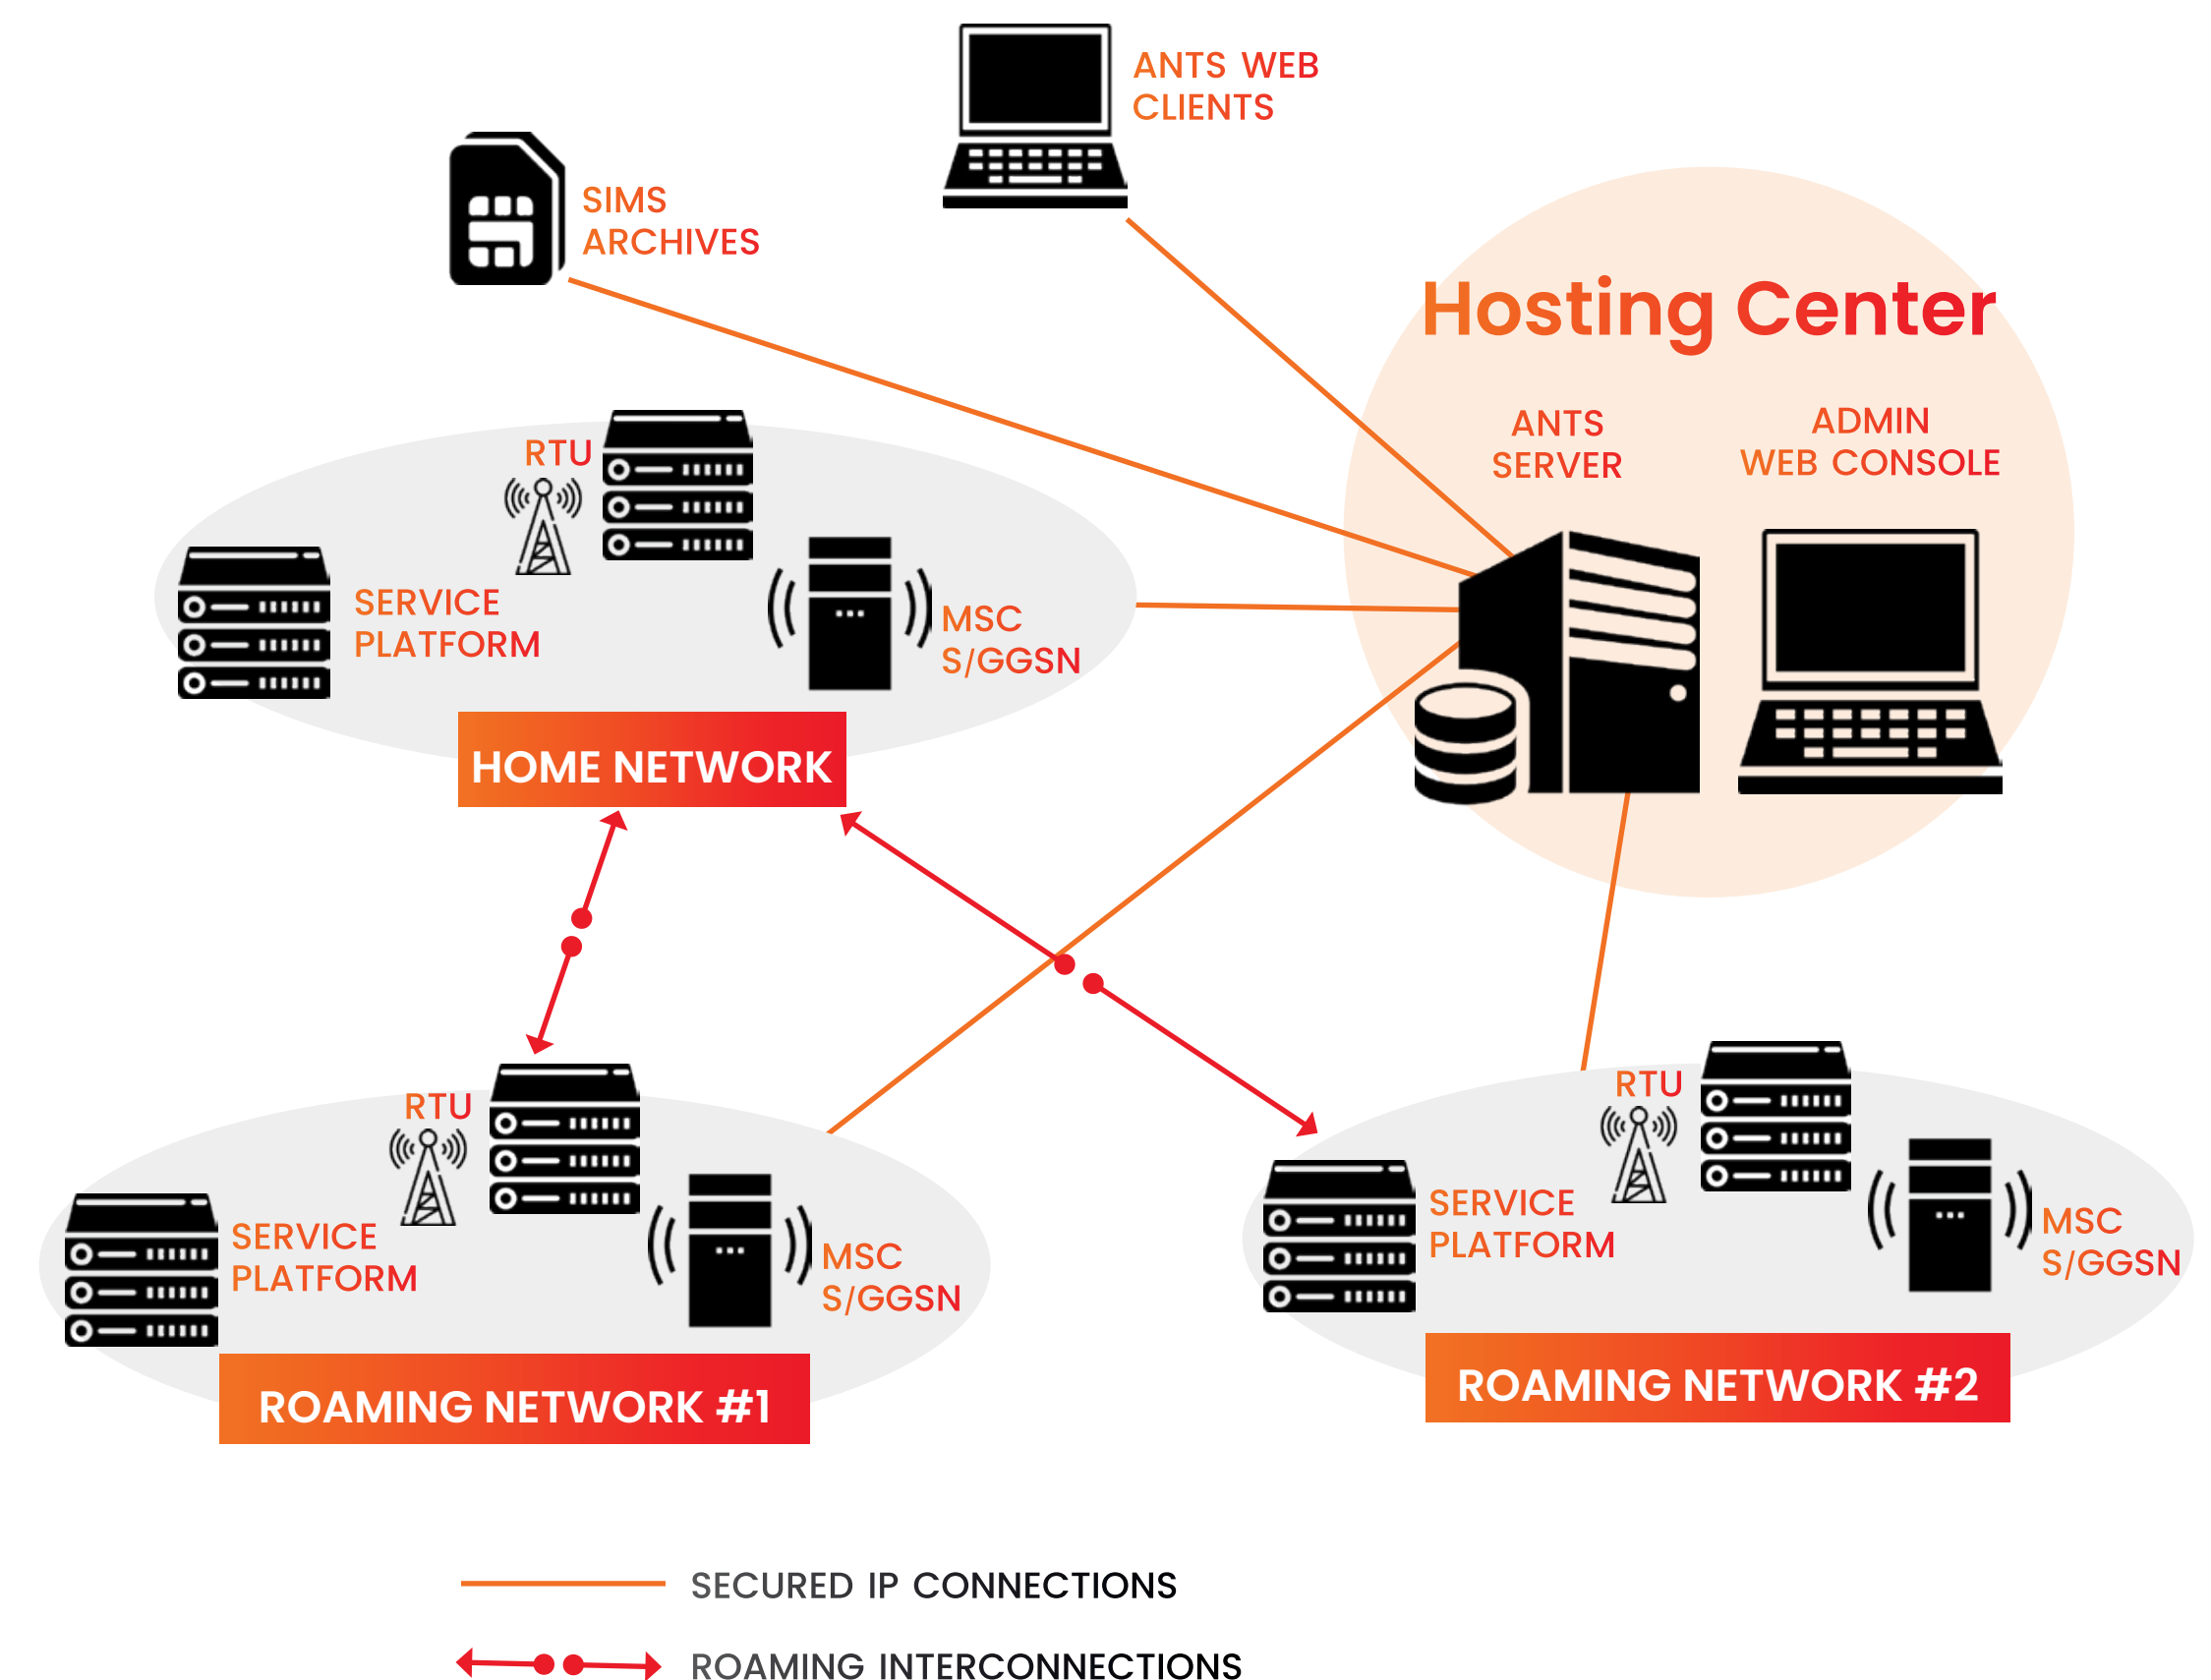 ANTS WEB
CLIENTS
SIMS
ARCHIVES
Hosting Center
ANTS
SERVER
ADMIN
WEB CONSOLE
RTU
SERVICE
PLATFORM
MSC
S/GGSN
HOME NETWORK
RTU
SERVICE
PLATFORM
MSC
S/GGSN
ROAMING NETWORK #1
RTU
SERVICE
PLATFORM
MSC
S/GGSN
ROAMING NETWORK #2
SECURED IP CONNECTIONS
ROAMING INTERCONNECTIONS